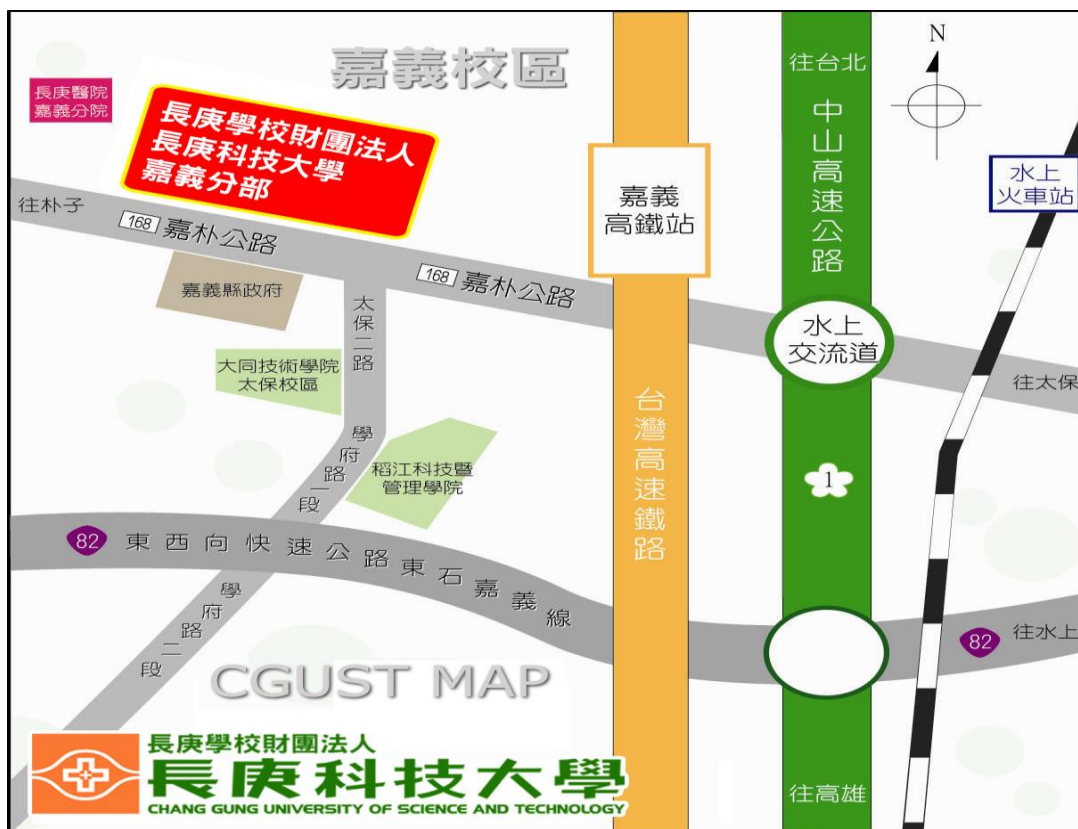 嘉義校區
N
往台北
長庚醫院
嘉義分院
長庚學校財團法人
長庚科技大學
嘉義分部
中山高速公路
水上
火車站
嘉義
高鐵站
往朴子
168 嘉朴公路
168 嘉朴公路
嘉義縣政府
太保二路
水上
交流道
大同技術學院
太保校區
往太保
台灣高速鐵路
學府路一段
稻江科技暨
管理學院
1
82 東西向快速公路東石嘉義線
學府路二段
82 往水上
CGUST MAP
長庚學校財團法人
長庚科技大學
CHANG GUNG UNIVERSITY OF SCIENCE AND TECHNOLOGY
往高雄